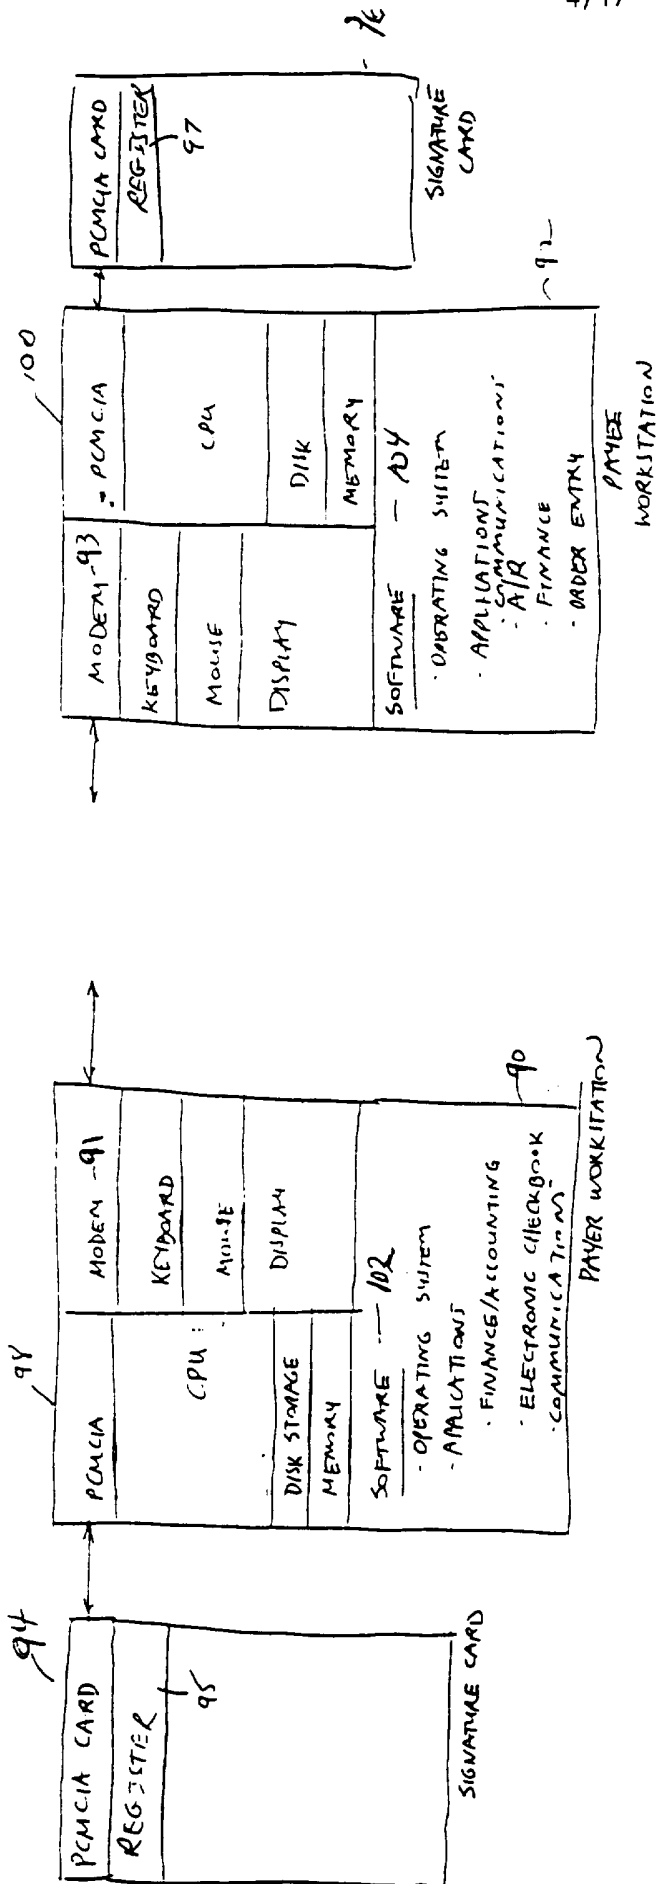 94
PCMCIA CARD
REGISTER
95
SIGNATURE CARD
98
PCMCIA
MODEM - 91
CPU
KEYBOARD
MOUSE
DISPLAY
DISK STORAGE
MEMORY
SOFTWARE - 102
· OPERATING SYSTEM
· APPLICATIONS
· FINANCE/ACCOUNTING
· ELECTRONIC CHECKBOOK
· COMMUNICATIONS
90
PAYER WORKSTATION
100
MODEM - 93
PCMCIA
KEYBOARD
CPU
MOUSE
DISPLAY
DISK
MEMORY
SOFTWARE - 104
· OPERATING SYSTEM
· APPLICATIONS
· COMMUNICATIONS
· A/R
· FINANCE
· ORDER ENTRY
92
PAYEE
WORKSTATION
PCMCIA CARD
REGISTER
97
SIGNATURE
CARD